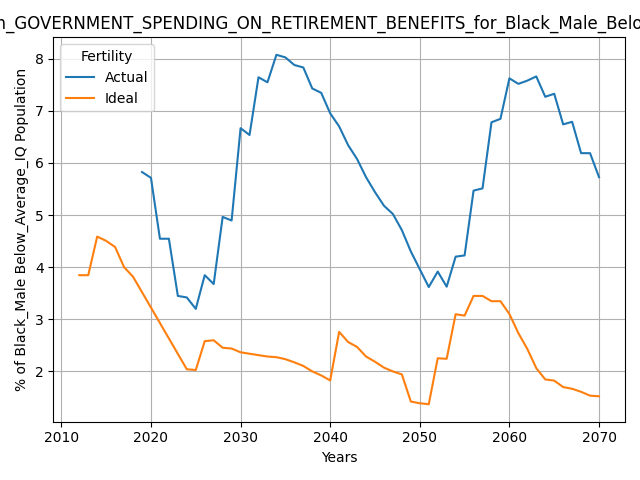 n_GOVERNMENT_SPENDING_ON_RETIREMENT_BENEFITS_for_Black_Male_Belo
Fertility
Actual
Ideal
% of Black_Male Below_Average_IQ Population
8
7
6
5
4
3
2
2010 2020 2030 2040 2050 2060 2070
Years